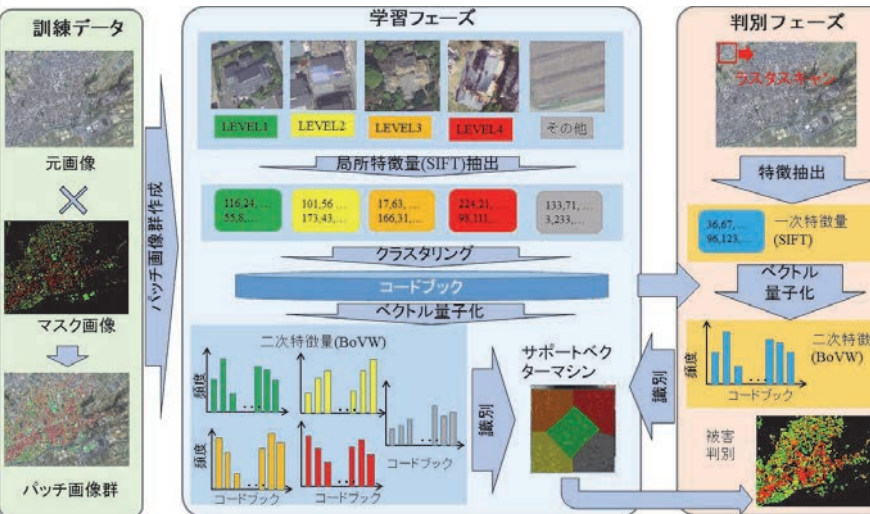 訓練データ
元画像
マスク画像
パッチ画像群
パッチ画像群作成
学習フェーズ
LEVEL1
LEVEL2
LEVEL3
LEVEL4
その他
局所特徴量(SIFT)抽出
116,24, …
55,8, …
101,56 …
173,43, …
17,63, …
166,31, …
224,21, …
98,111, …
133,71, …
3,233, …
クラスタリング
コードブック
ベクトル量子化
二次特徴量(BoVW)
頻度
頻度
コードブック
コードブック
コードブック
識別
サポートベク
ターマシン
識別
判別フェーズ
ラスタスキャン
特徴抽出
36,67, …
96,123, …
一次特徴量
(SIFT)
ベクトル
量子化
頻度
二次特徴
(BoVW)
コードブック
被害
判別